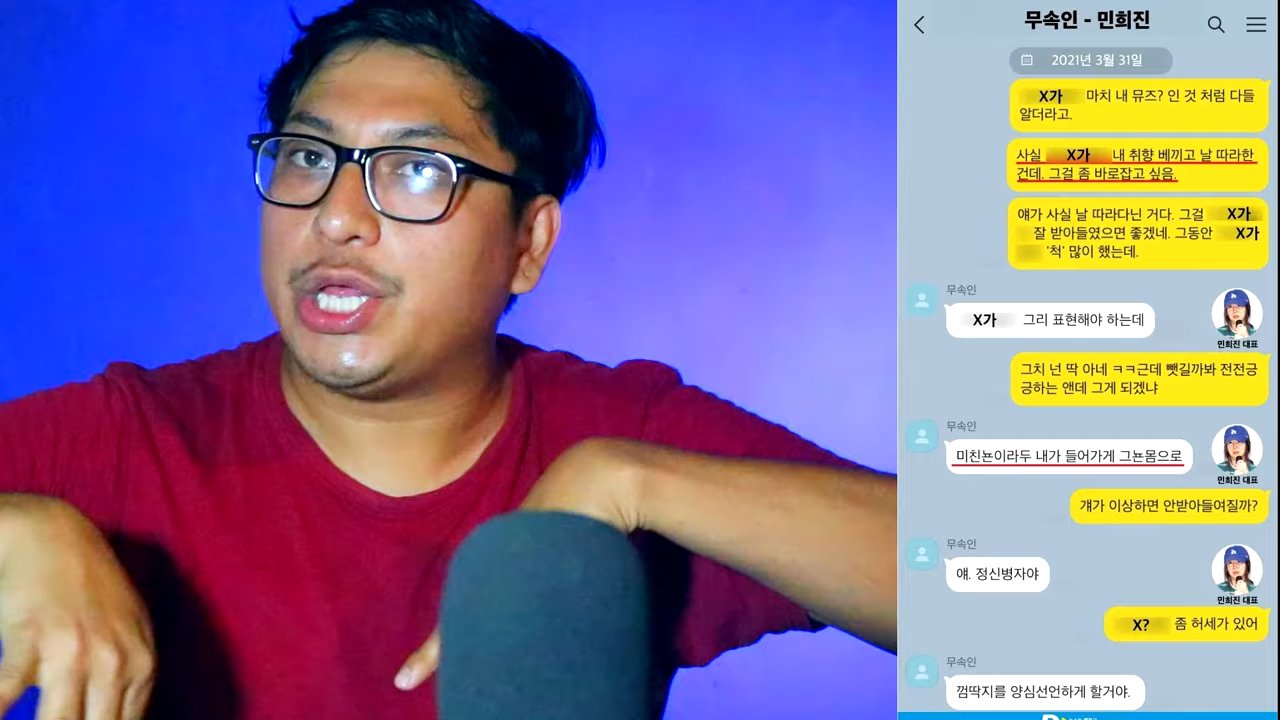 무속인 - 민희진
2021년 3월 31일
X가 마치 내 뮤즈? 인 것 처럼 다들
알더라고.
사실 X가 내 취향 베끼고 날 따라한
건데. 그걸 좀 바로잡고 싶음.
얘가 사실 날 따라다닌 거다. 그걸 X가
잘 받아들였으면 좋겠네. 그동안 X가
'척' 많이 했는데.
무속인
X가 그리 표현해야 하는데
민희진 대표
그치 넌 딱 아네 ㅋㅋ근데 뺏길까봐 전전긍
긍하는 앤데 그게 되겠냐
무속인
미친뇬이라두 내가 들어가게 그뇬몸으로
민희진 대표
걔가 이상하면 안받아들여질까?
무속인
얘. 정신병자야
민희진 대표
X? 좀 허세가 있어
무속인
껌딱지를 양심선언하게 할거야.